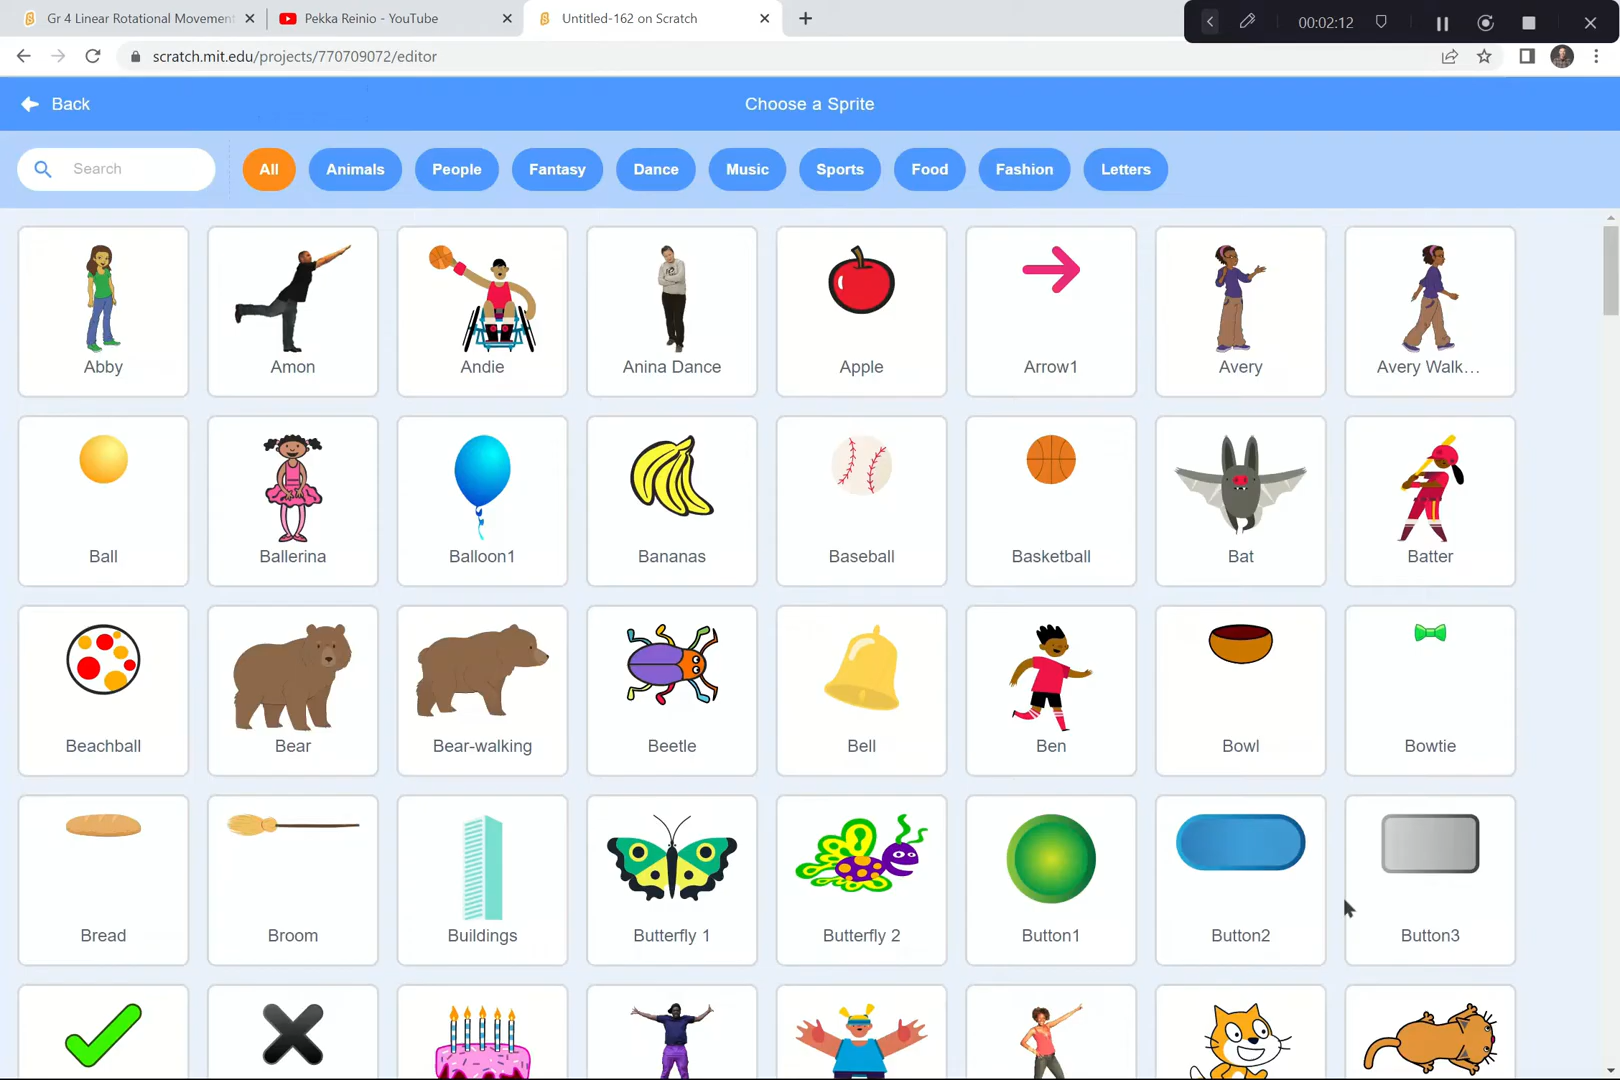 Gr 4 Linear Rotational Movement
Pekka Reinio - YouTube
Untitled-162 on Scratch
00:02:12
scratch.mit.edu/projects/770709072/editor
Back
Choose a Sprite
Search
All
Animals
People
Fantasy
Dance
Music
Sports
Food
Fashion
Letters
Abby
Amon
Andie
Anina Dance
Apple
Arrow1
Avery
Avery Walk...
Ball
Ballerina
Balloon1
Bananas
Baseball
Basketball
Bat
Batter
Beachball
Bear
Bear-walking
Beetle
Bell
Ben
Bowl
Bowtie
Bread
Broom
Buildings
Butterfly 1
Butterfly 2
Button1
Button2
Button3